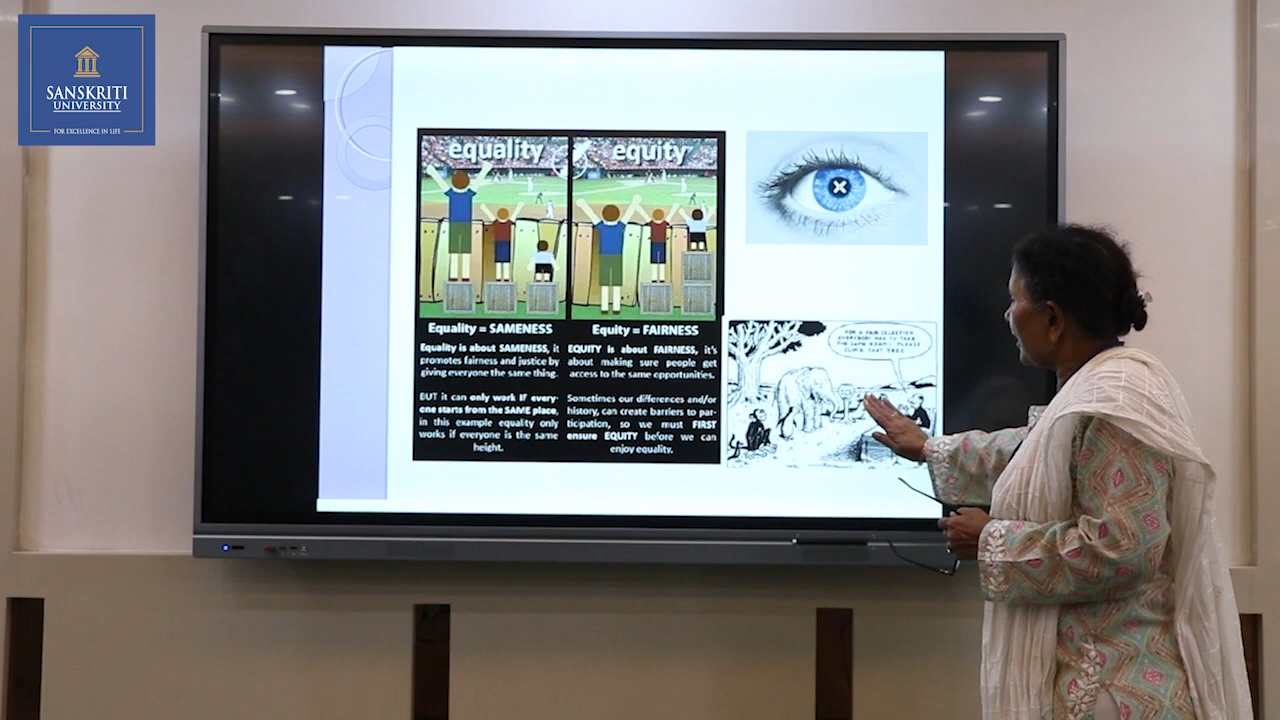 SANSKRITI
UNIVERSITY
FOR EXCELLENCE IN LIFE
equality
equity
Equality = SAMENESS
Equality is about SAMENESS, it
promotes fairness and justice by
giving everyone the same thing.
BUT it can only work IF every-
one starts from the SAME place,
in this example equality only
works if everyone is the same
height.
Equity = FAIRNESS
EQUITY is about FAIRNESS, it's
about making sure people get
access to the same opportunities.
Sometimes our differences and/or
history, can create barriers to par-
ticipation, so we must FIRST
ensure EQUITY before we can
enjoy equality.
FOR A FAIR SELECTION
EVERYBODY HAS TO TAKE
THE SAME EXAM: PLEASE
CLIMB THAT TREE